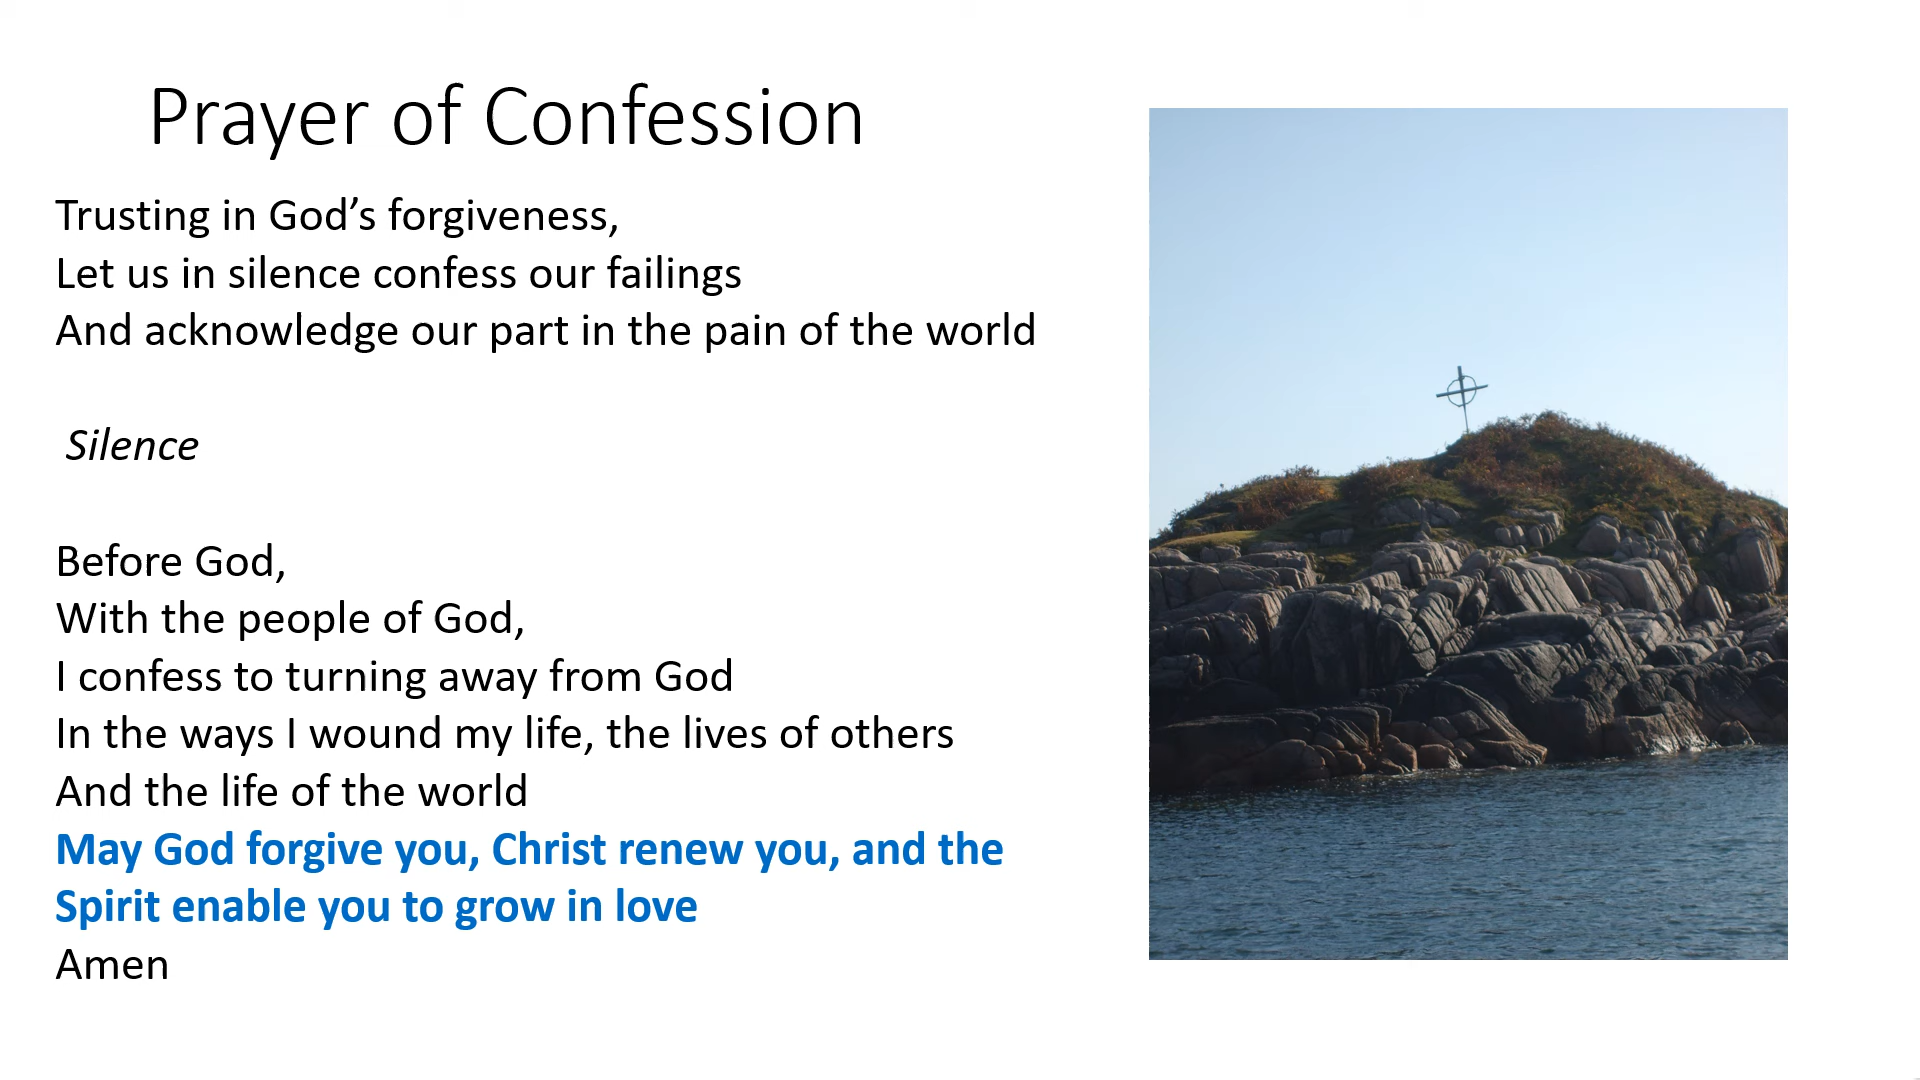 Prayer of Confession
Trusting in God’s forgiveness,
Let us in silence confess our failings
And acknowledge our part in the pain of the world
Silence
Before God,
With the people of God,
I confess to turning away from God
In the ways I wound my life, the lives of others
And the life of the world
May God forgive you, Christ renew you, and the
Spirit enable you to grow in love
Amen